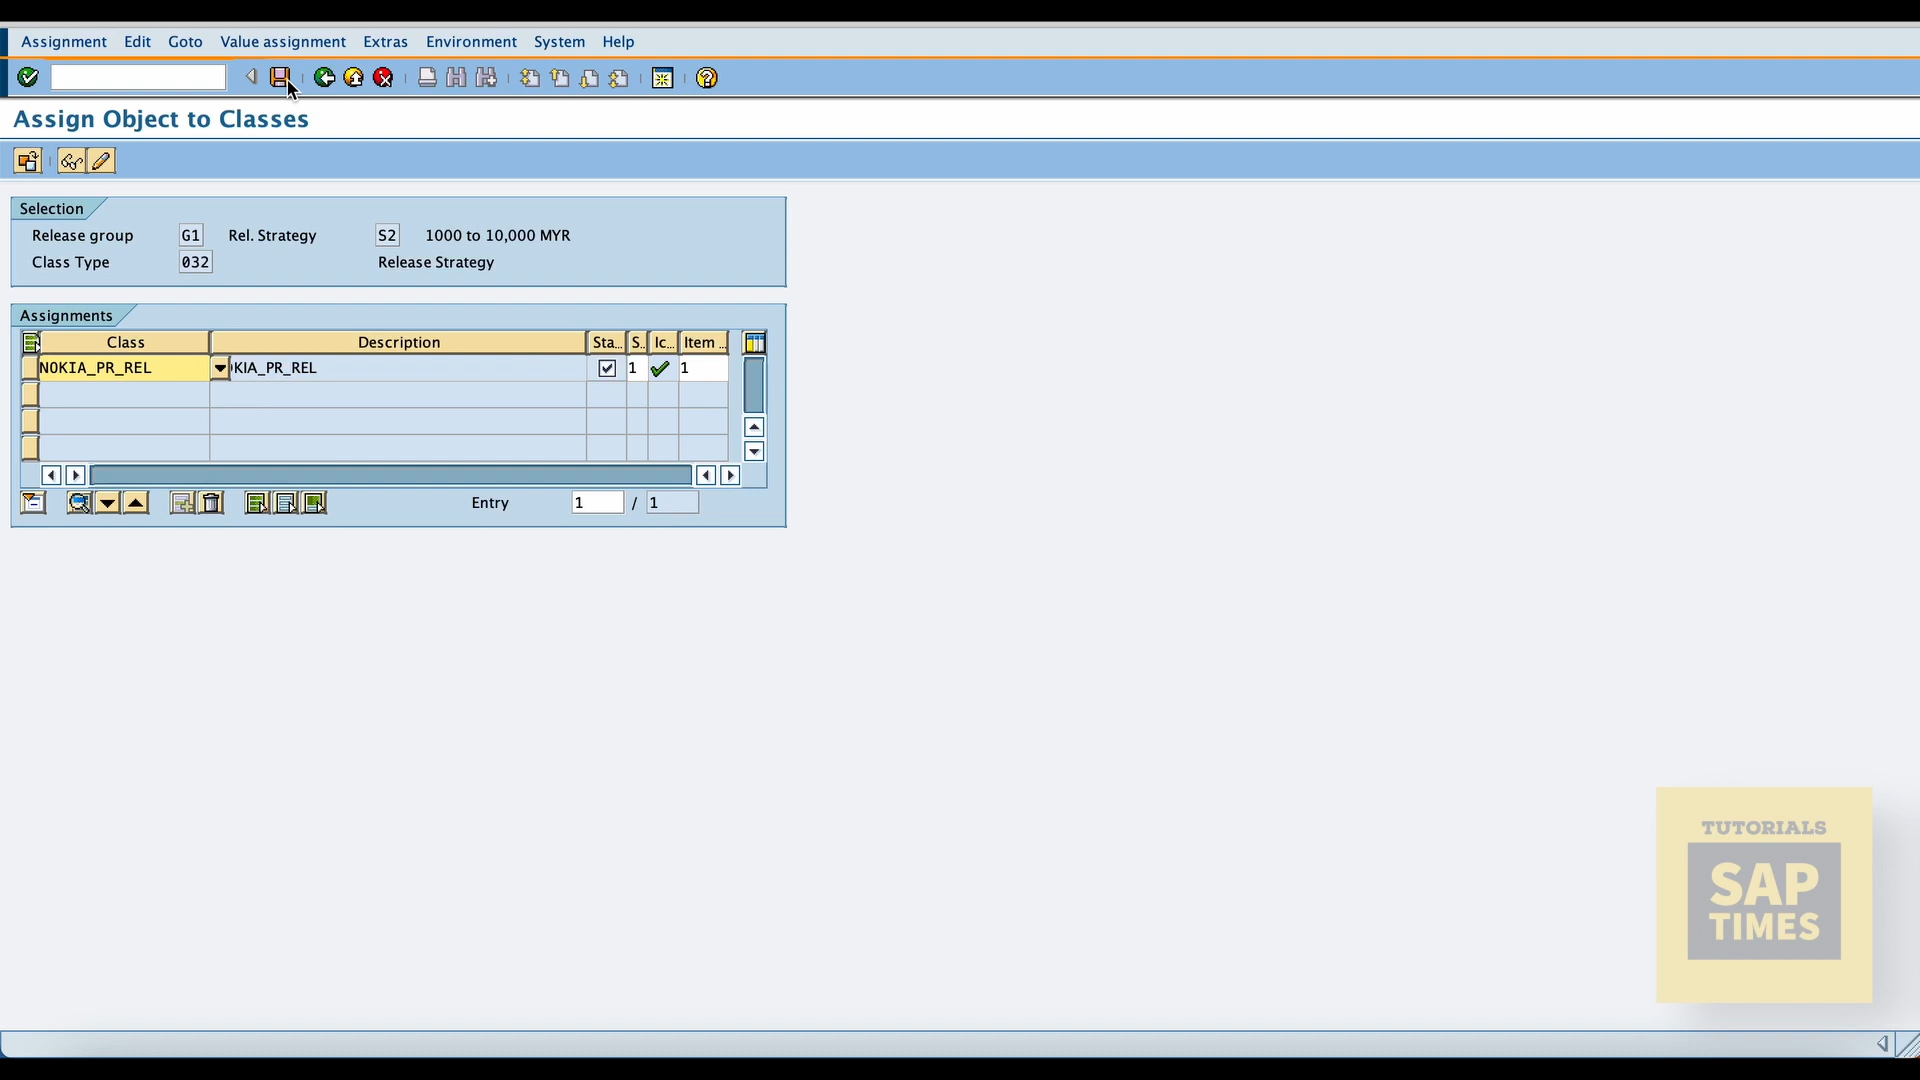 Assignment Edit Goto Value assignment Extras Environment System Help
Assign Object to Classes
Selection
Release group G1 Rel. Strategy S2 1000 to 10,000 MYR
Class Type 032 Release Strategy
Assignments
Class Description Sta.. S.. Ic... Item ..
NOKIA_PR_REL KIA_PR_REL 1 1
Entry 1 / 1
TUTORIALS
SAP
TIMES